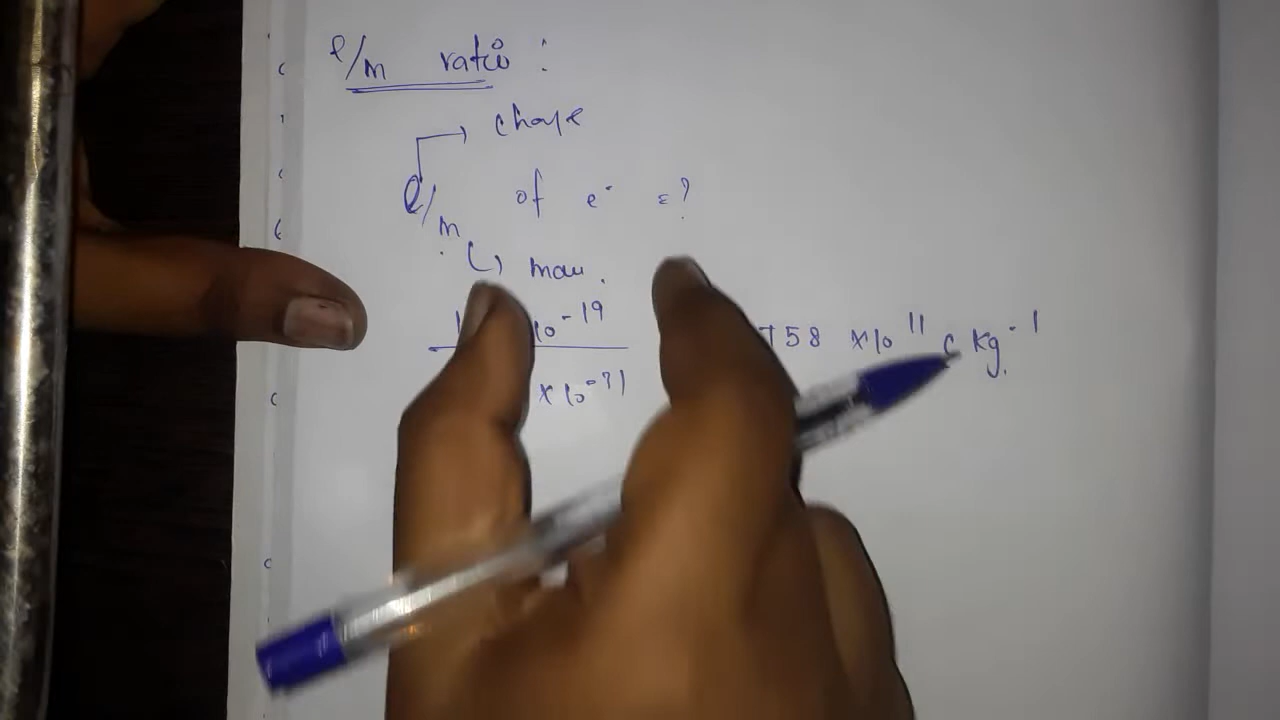 e/m ratio :
charge
e/m of e⁻ = ?
mass.
10⁻¹⁹
758 × 10¹¹ c kg⁻¹
× 10⁻³¹